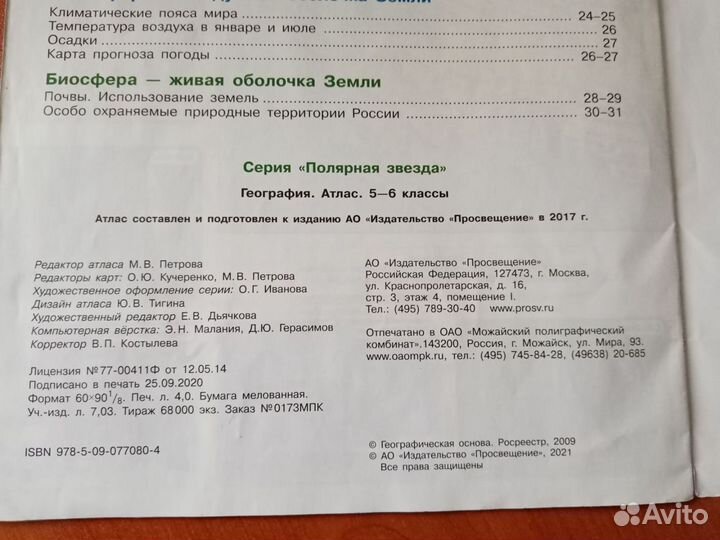 Климатические пояса мира 24–25
Температура воздуха в январе и июле 26
Осадки 27
Карта прогноза погоды 26–27
Биосфера — живая оболочка Земли
Почвы. Использование земель 28–29
Особо охраняемые природные территории России 30–31
Серия «Полярная звезда»
География. Атлас. 5—6 классы
Атлас составлен и подготовлен к изданию АО «Издательство «Просвещение» в 2017 г.
Редактор атласа М.В. Петрова
Редакторы карт: О.Ю. Кучеренко, М.В. Петрова
Художественное оформление серии: О.Г. Иванова
Дизайн атласа Ю.В. Тигина
Художественный редактор Е.В. Дьячкова
Компьютерная вёрстка: Э.Н. Малания, Д.Ю. Герасимов
Корректор В.П. Костылева
Лицензия №77-00411Ф от 12.05.14
Подписано в печать 25.09.2020
Формат 60×90 1/8. Печ. л. 4,0. Бумага мелованная.
Уч.-изд. л. 7,03. Тираж 68000 экз. Заказ №0173МПК
ISBN 978-5-09-077080-4
АО «Издательство «Просвещение»
Российская Федерация, 127473, г. Москва,
ул. Краснопролетарская, д. 16,
стр. 3, этаж 4, помещение I.
Тел.: (495) 789-30-40 www.prosv.ru
Отпечатано в ОАО «Можайский полиграфический
комбинат».143200, Россия, г. Можайск, ул. Мира, 93.
www.oaompk.ru, тел.: (495) 745-84-28, (49638) 20-685
© Географическая основа. Росреестр, 2009
© АО «Издательство «Просвещение», 2021
Все права защищены
Avito